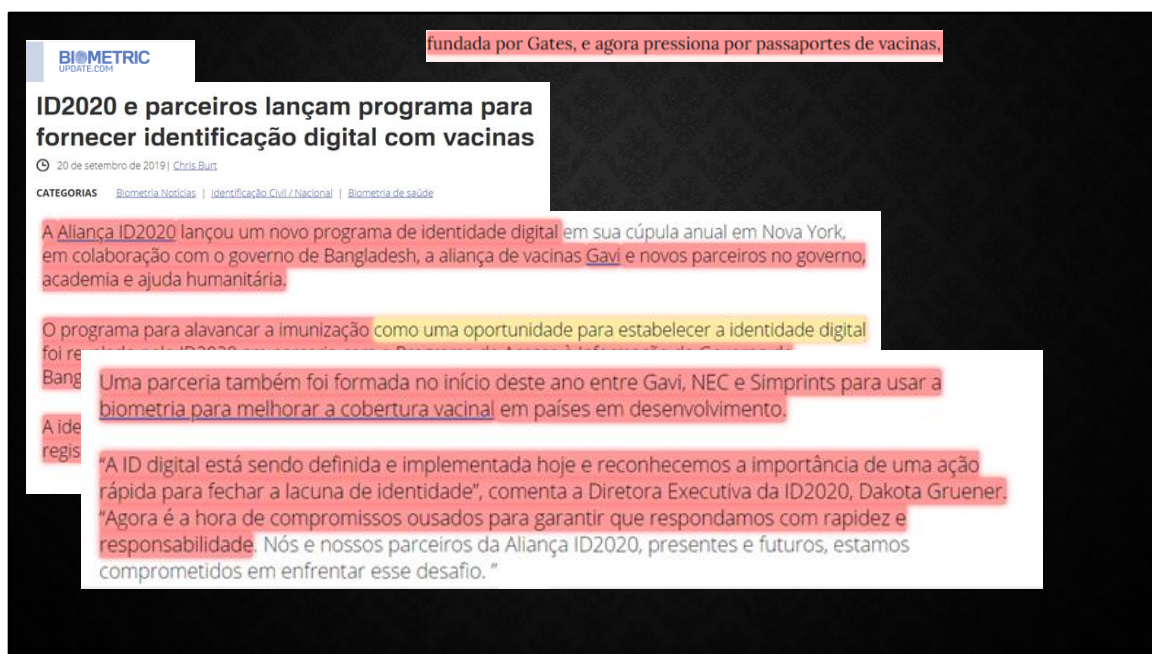 fundada por Gates, e agora pressiona por passaportes de vacinas,
BIOMETRIC
UPDATE.COM
ID2020 e parceiros lançam programa para
fornecer identificação digital com vacinas
20 de setembro de 2019 | Chris Burt
CATEGORIAS Biometria Notícias | Identificação Civil / Nacional | Biometria de saúde
A Aliança ID2020 lançou um novo programa de identidade digital em sua cúpula anual em Nova York,
em colaboração com o governo de Bangladesh, a aliança de vacinas Gavi e novos parceiros no governo,
academia e ajuda humanitária.
O programa para alavancar a imunização como uma oportunidade para estabelecer a identidade digital
foi
Bang
A ide
regis
Uma parceria também foi formada no início deste ano entre Gavi, NEC e Simprints para usar a
biometria para melhorar a cobertura vacinal em países em desenvolvimento.
“A ID digital está sendo definida e implementada hoje e reconhecemos a importância de uma ação
rápida para fechar a lacuna de identidade”, comenta a Diretora Executiva da ID2020, Dakota Gruener.
“Agora é a hora de compromissos ousados para garantir que respondamos com rapidez e
responsabilidade. Nós e nossos parceiros da Aliança ID2020, presentes e futuros, estamos
comprometidos em enfrentar esse desafio. ”